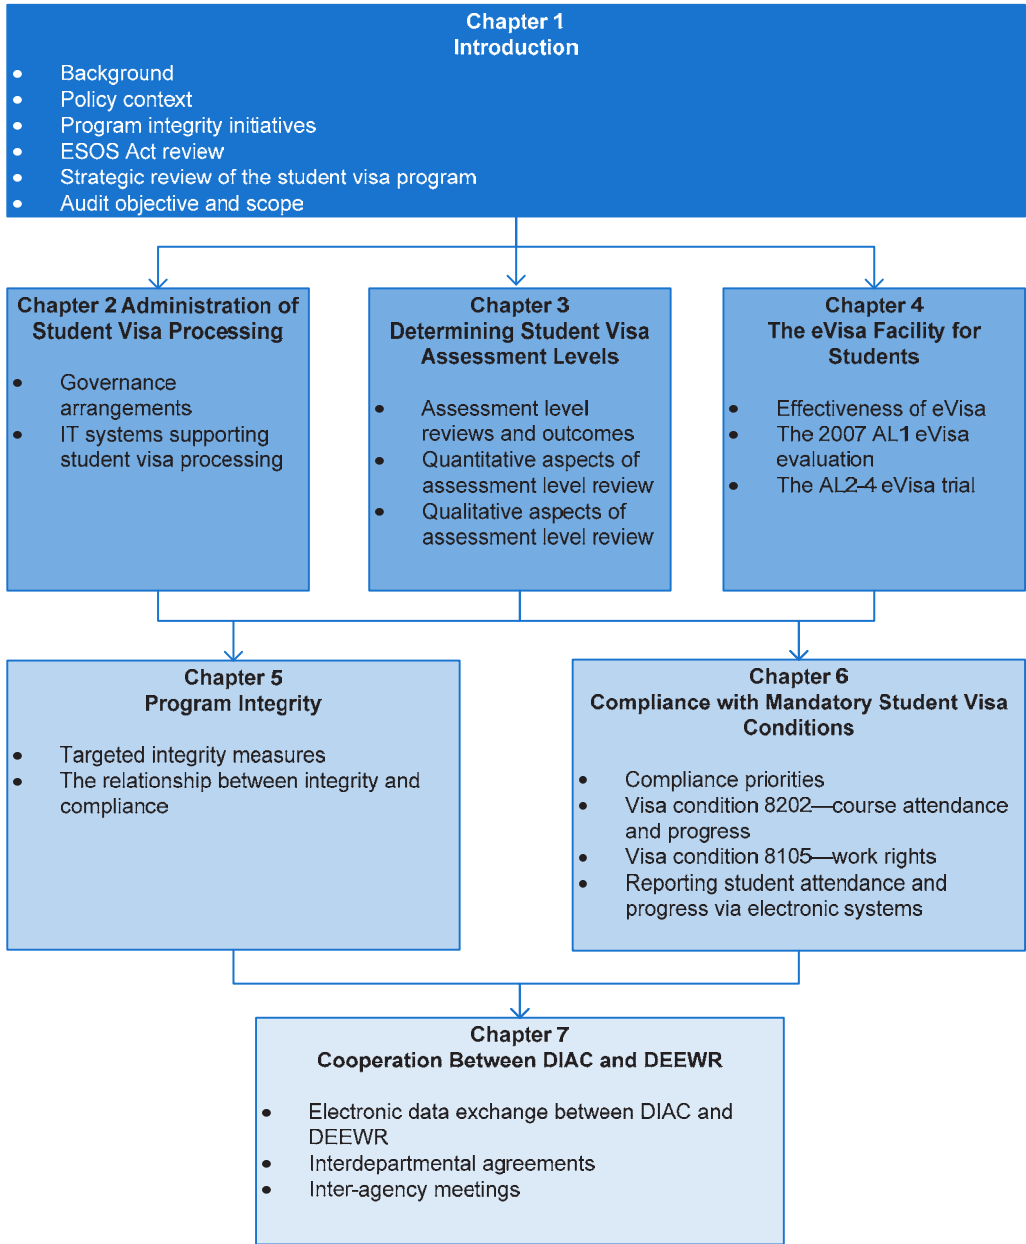 Chapter 1
Introduction
• Background
• Policy context
• Program integrity initiatives
• ESOS Act review
• Strategic review of the student visa program
• Audit objective and scope
Chapter 2 Administration of
Student Visa Processing
• Governance
arrangements
• IT systems supporting
student visa processing
Chapter 3
Determining Student Visa
Assessment Levels
• Assessment level
reviews and outcomes
• Quantitative aspects of
assessment level review
• Qualitative aspects of
assessment level review
Chapter 4
The eVisa Facility for
Students
• Effectiveness of eVisa
• The 2007 AL1 eVisa
evaluation
• The AL2-4 eVisa trial
Chapter 5
Program Integrity
• Targeted integrity measures
• The relationship between integrity and
compliance
Chapter 6
Compliance with Mandatory Student Visa
Conditions
• Compliance priorities
• Visa condition 8202—course attendance
and progress
• Visa condition 8105—work rights
• Reporting student attendance and
progress via electronic systems
Chapter 7
Cooperation Between DIAC and DEEWR
• Electronic data exchange between DIAC and
DEEWR
• Interdepartmental agreements
• Inter-agency meetings